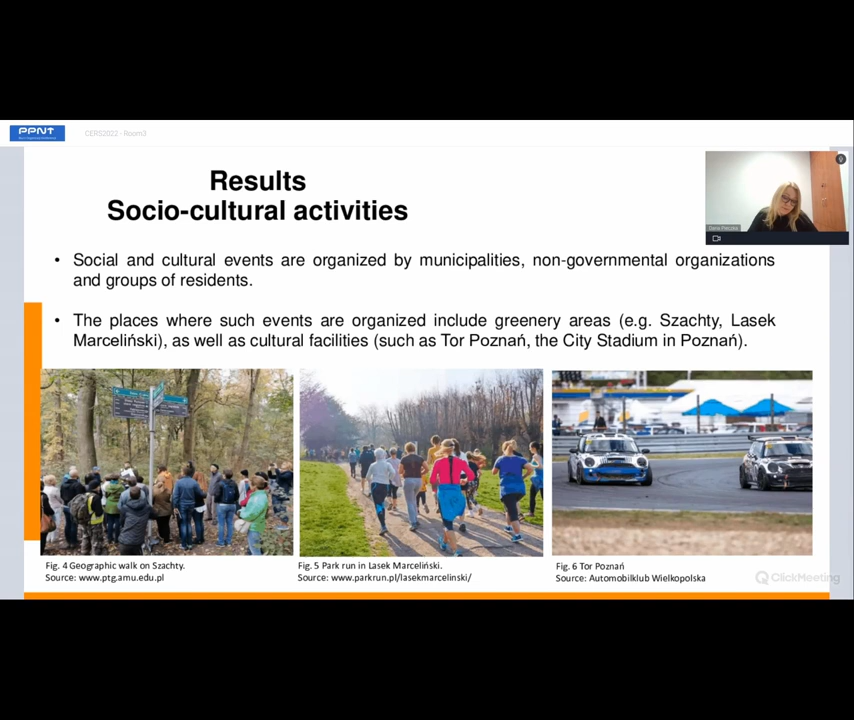 PPNT
CERS2022 - Room3
Results
Socio-cultural activities
• Social and cultural events are organized by municipalities, non-governmental organizations
and groups of residents.
• The places where such events are organized include greenery areas (e.g. Szachty, Lasek
Marceliński), as well as cultural facilities (such as Tor Poznań, the City Stadium in Poznań).
Fig. 4 Geographic walk on Szachty.
Source: www.ptg.amu.edu.pl
Fig. 5 Park run in Lasek Marceliński.
Source: www.parkrun.pl/lasekmarcelinski/
Fig. 6 Tor Poznań
Source: Automobilklub Wielkopolska
ClickMeeting